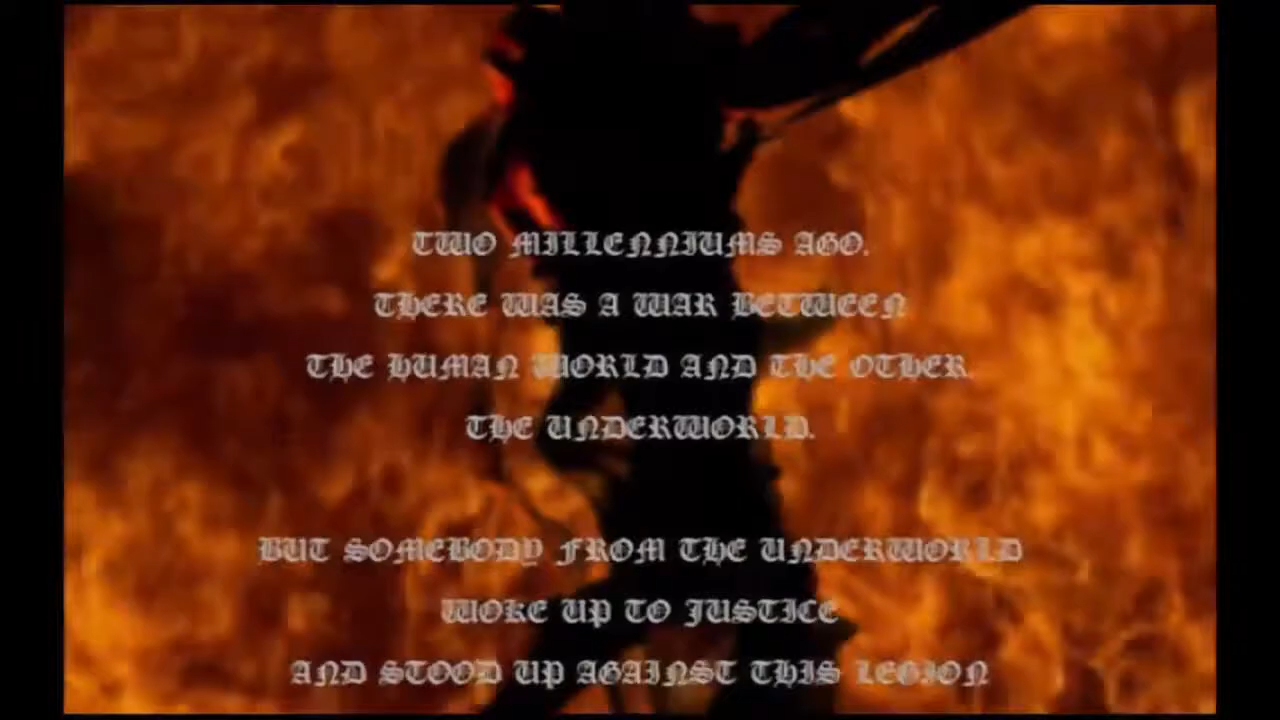 TWO MILLENNIUMS AGO.
THERE WAS A WAR BETWEEN
THE HUMAN WORLD AND THE OTHER.
THE UNDERWORLD.
BUT SOMEBODY FROM THE UNDERWORLD
WOKE UP TO JUSTICE
AND STOOD UP AGAINST THIS LEGION